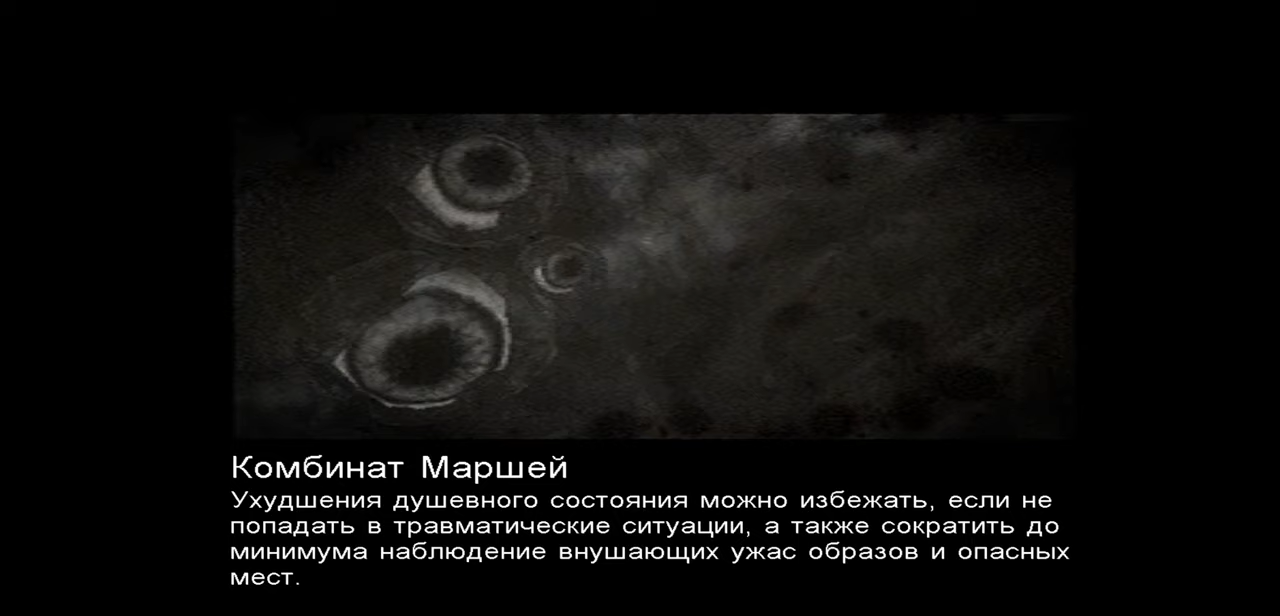 Комбинат Маршей
Ухудшения душевного состояния можно избежать, если не
попадать в травматические ситуации, а также сократить до
минимума наблюдение внушающих ужас образов и опасных
мест.